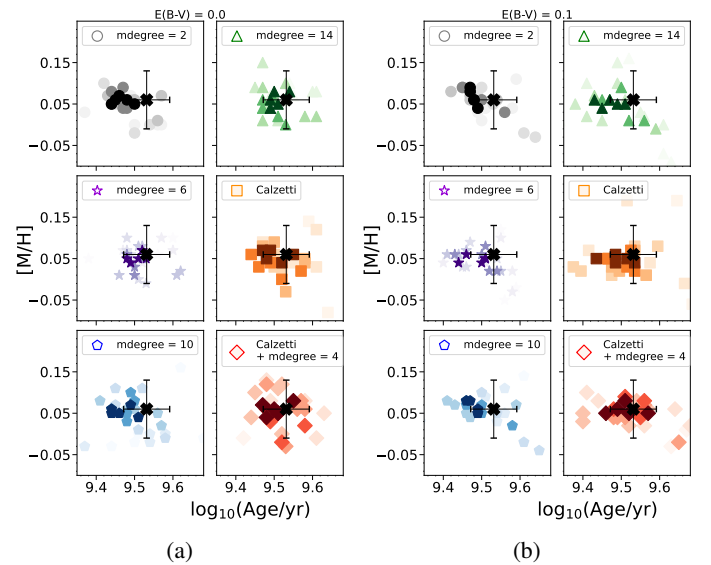 E(B-V) = 0.0
E(B-V) = 0.1
mdegree = 2
mdegree = 14
mdegree = 2
mdegree = 14
0.15
0.05
−0.05
0.15
0.05
−0.05
mdegree = 6
Calzetti
mdegree = 6
Calzetti
[M/H]
0.15
0.05
−0.05
[M/H]
0.15
0.05
−0.05
mdegree = 10
Calzetti
+ mdegree = 4
mdegree = 10
Calzetti
+ mdegree = 4
0.15
0.05
−0.05
0.15
0.05
−0.05
9.4 9.5 9.6 9.4 9.5 9.6
9.4 9.5 9.6 9.4 9.5 9.6
log₁₀(Age/yr)
log₁₀(Age/yr)
(a)
(b)